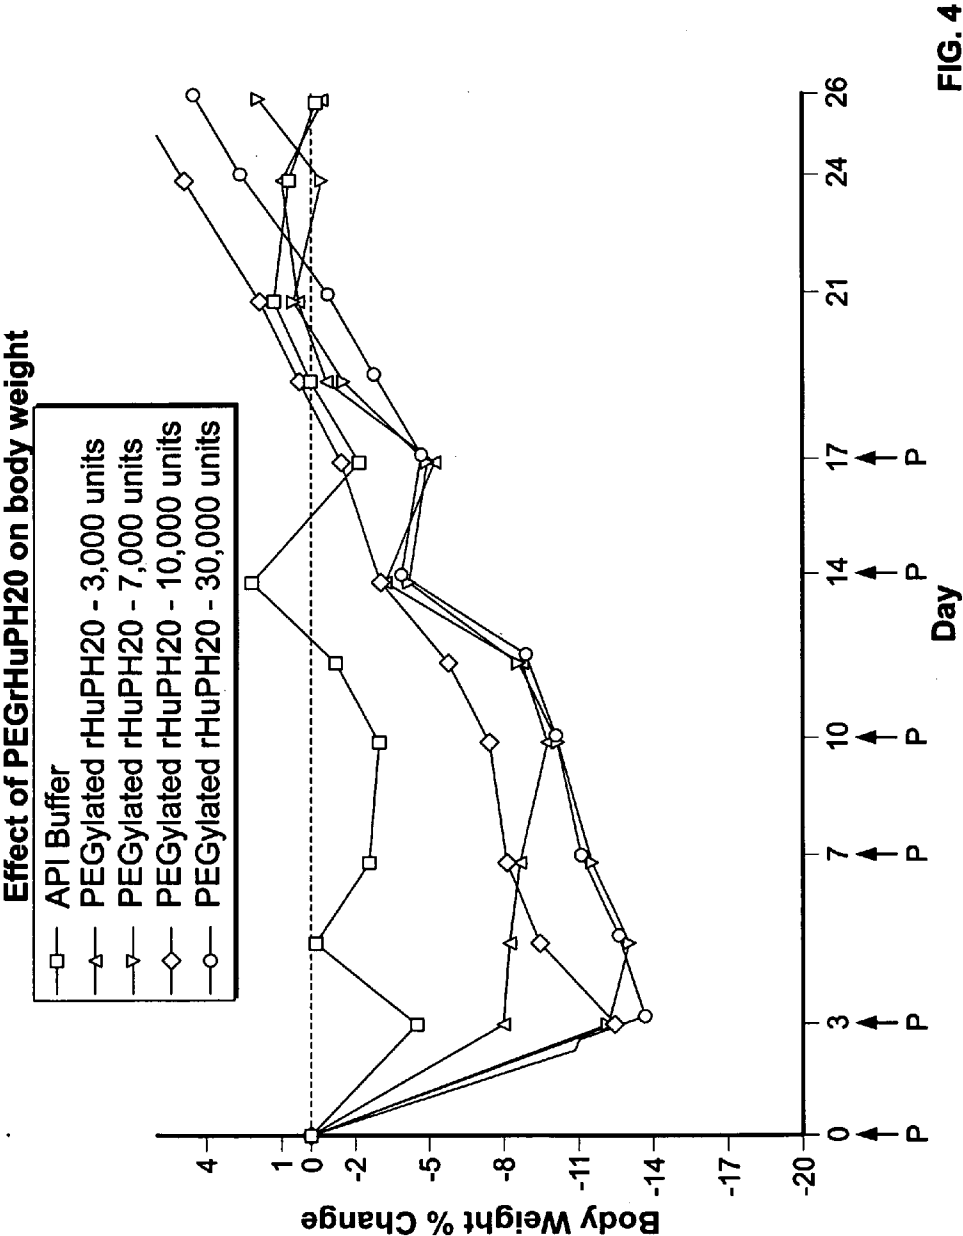 Effect of PEGrHuPH20 on body weight
API Buffer
PEGylated rHuPH20 - 3,000 units
PEGylated rHuPH20 - 7,000 units
PEGylated rHuPH20 - 10,000 units
PEGylated rHuPH20 - 30,000 units
Body Weight % Change
4
1
0
-2
-5
-8
-11
-14
-17
-20
0 3 7 10 14 17 21 24 26
P P P P P P
Day
FIG. 4